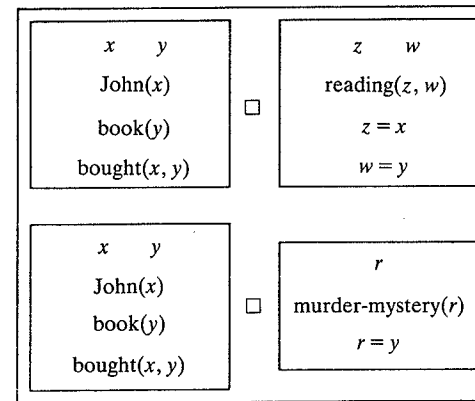 x y
John(x)
book(y)
bought(x, y)
□
z w
reading(z, w)
z = x
w = y
x y
John(x)
book(y)
bought(x, y)
□
r
murder-mystery(r)
r = y